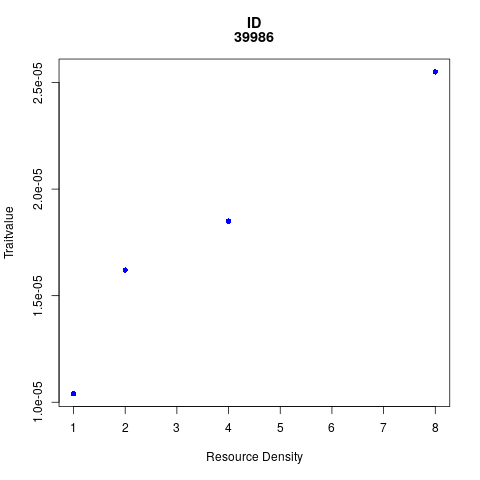 ID
39986
Traitvalue
2.5e-05
2.0e-05
1.5e-05
1.0e-05
1 2 3 4 5 6 7 8
Resource Density